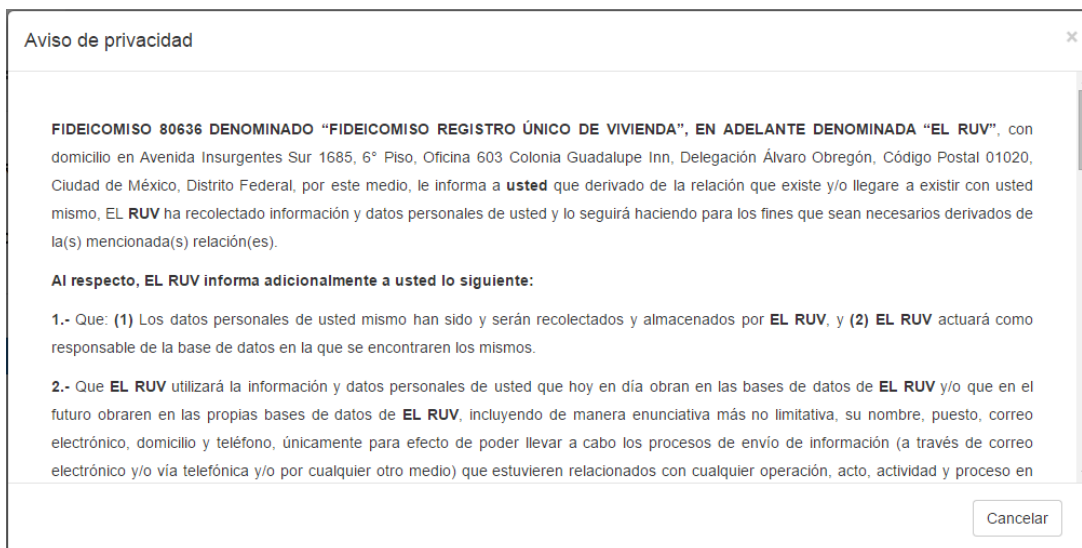 Aviso de privacidad
×
FIDEICOMISO 80636 DENOMINADO “FIDEICOMISO REGISTRO ÚNICO DE VIVIENDA”, EN ADELANTE DENOMINADA “EL RUV”, con
domicilio en Avenida Insurgentes Sur 1685, 6° Piso, Oficina 603 Colonia Guadalupe Inn, Delegación Álvaro Obregón, Código Postal 01020,
Ciudad de México, Distrito Federal, por este medio, le informa a usted que derivado de la relación que existe y/o llegare a existir con usted
mismo, EL RUV ha recolectado información y datos personales de usted y lo seguirá haciendo para los fines que sean necesarios derivados de
la(s) mencionada(s) relación(es).
Al respecto, EL RUV informa adicionalmente a usted lo siguiente:
1.- Que: (1) Los datos personales de usted mismo han sido y serán recolectados y almacenados por EL RUV, y (2) EL RUV actuará como
responsable de la base de datos en la que se encontraren los mismos.
2.- Que EL RUV utilizará la información y datos personales de usted que hoy en día obran en las bases de datos de EL RUV y/o que en el
futuro obraren en las propias bases de datos de EL RUV, incluyendo de manera enunciativa más no limitativa, su nombre, puesto, correo
electrónico, domicilio y teléfono, únicamente para efecto de poder llevar a cabo los procesos de envío de información (a través de correo
electrónico y/o vía telefónica y/o por cualquier otro medio) que estuvieren relacionados con cualquier operación, acto, actividad y proceso en
Cancelar